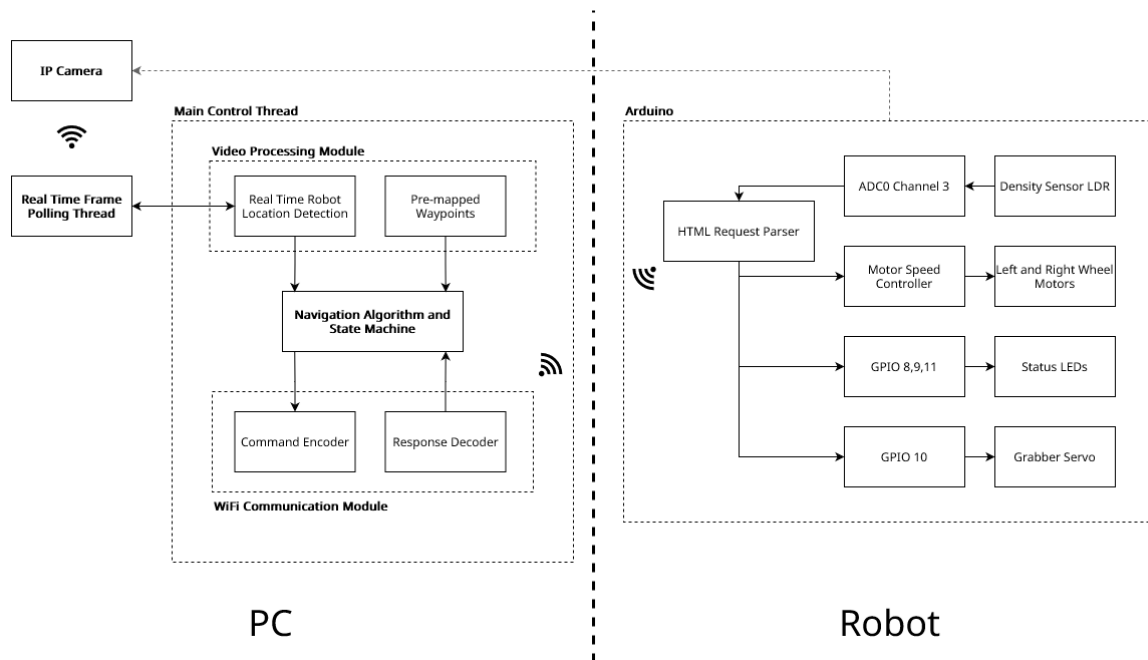 IP Camera
Real Time Frame
Polling Thread
Main Control Thread
Video Processing Module
Real Time Robot
Location Detection
Pre-mapped
Waypoints
Navigation Algorithm and
State Machine
Command Encoder
Response Decoder
WiFi Communication Module
PC
Arduino
ADC0 Channel 3
Density Sensor LDR
HTML Request Parser
Motor Speed
Controller
Left and Right Wheel
Motors
GPIO 8,9,11
Status LEDs
GPIO 10
Grabber Servo
Robot